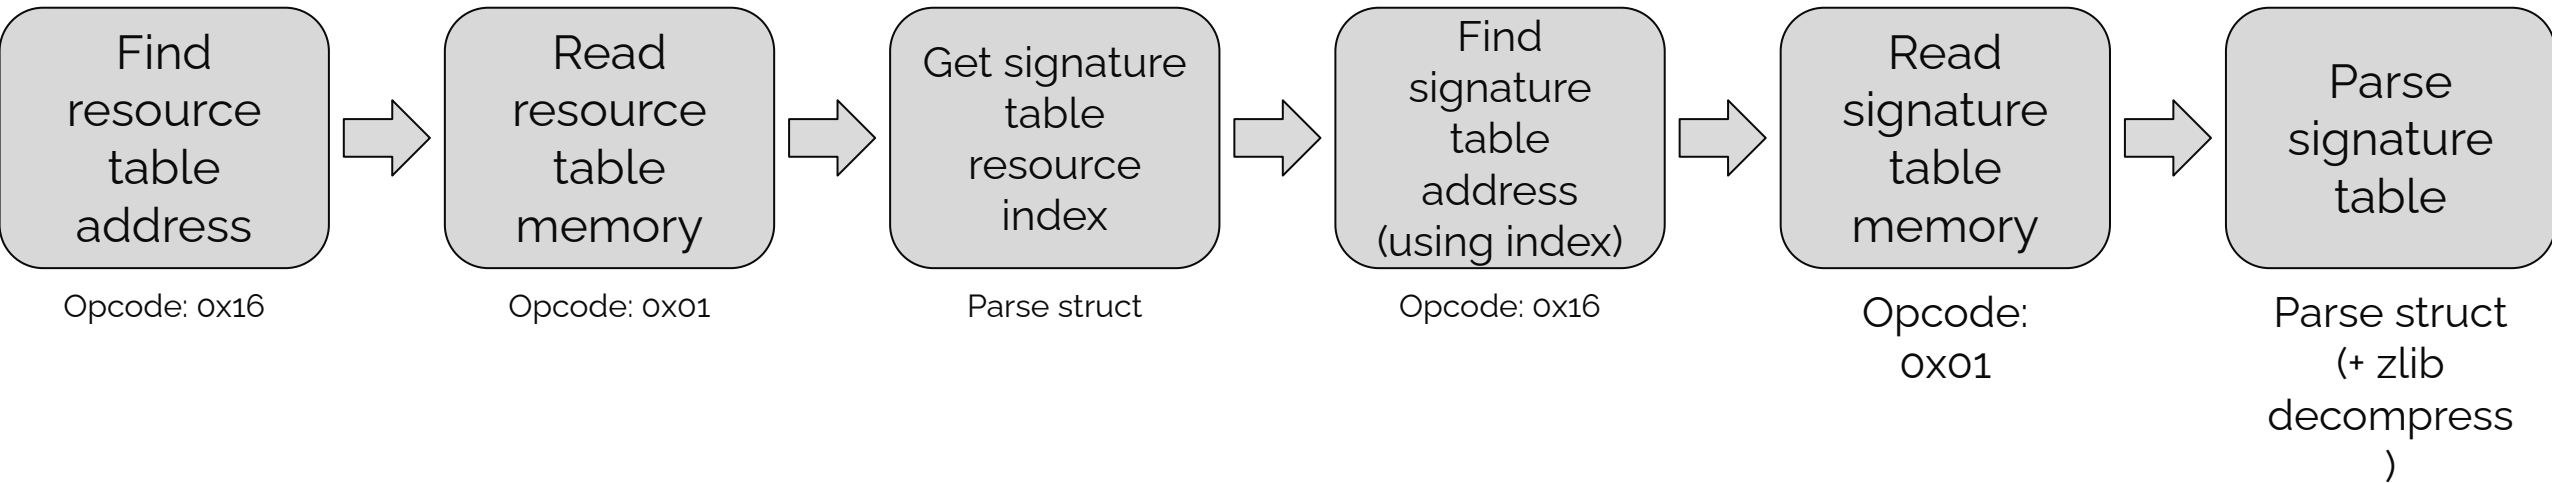 Find
resource
table
address
Opcode: 0x16
Read
resource
table
memory
Opcode: 0x01
Get signature
table
resource
index
Parse struct
Find
signature
table
address
(using index)
Opcode: 0x16
Read
signature
table
memory
Opcode:
0x01
Parse
signature
table
Parse struct
(+ zlib
decompress
)